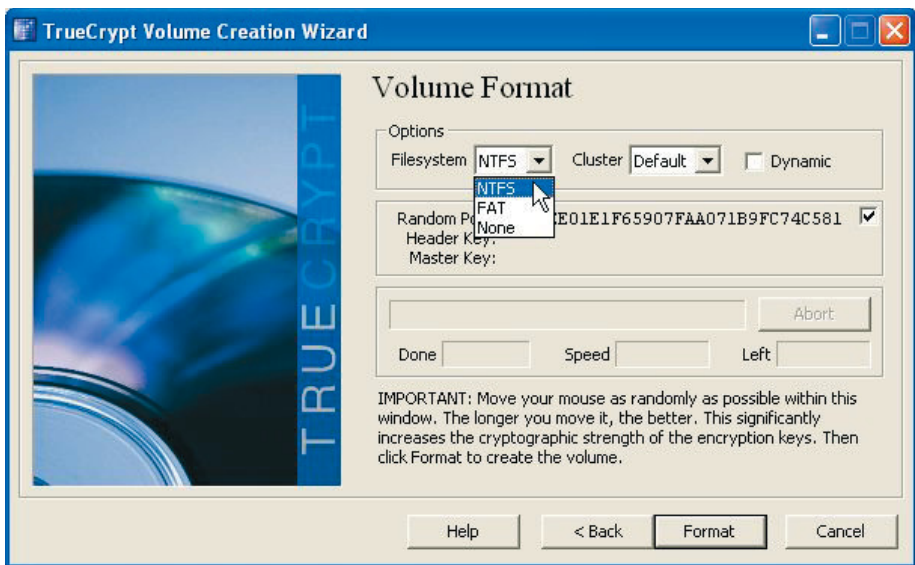 TrueCrypt Volume Creation Wizard
TRUECRYPT
Volume Format
Options
Filesystem NTFS Cluster Default Dynamic
NTFS
FAT
None
Random E01E1F65907FAA071B9FC74C581
Header Key:
Master Key:
Abort
Done Speed Left
IMPORTANT: Move your mouse as randomly as possible within this
window. The longer you move it, the better. This significantly
increases the cryptographic strength of the encryption keys. Then
click Format to create the volume.
Help < Back Format Cancel